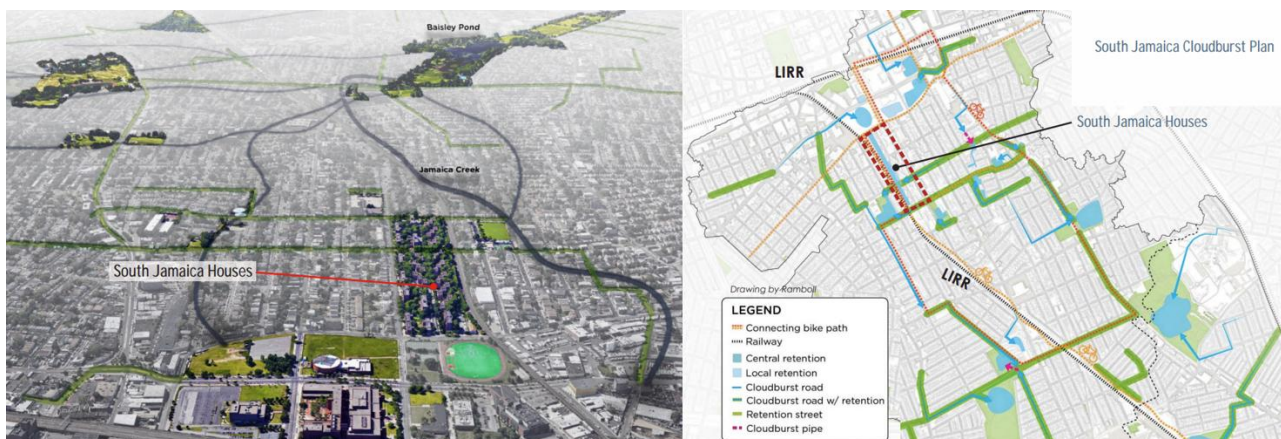 Baisley Pond
Jamaica Creek
South Jamaica Houses
South Jamaica Cloudburst Plan
LIRR
South Jamaica Houses
LIRR
Drawing by Ramboll
LEGEND
Connecting bike path
Railway
Central retention
Local retention
Cloudburst road
Cloudburst road w/ retention
Retention street
Cloudburst pipe